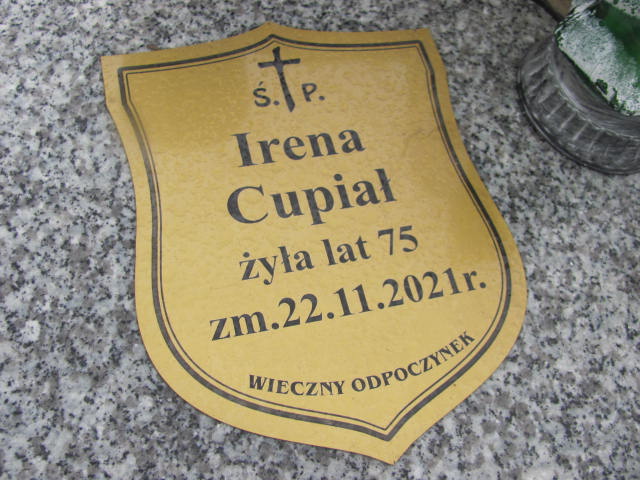 Ś.P.
Irena
Cupiał
żyła lat 75
zm.22.11.2021r.
WIECZNY ODPOCZYNEK